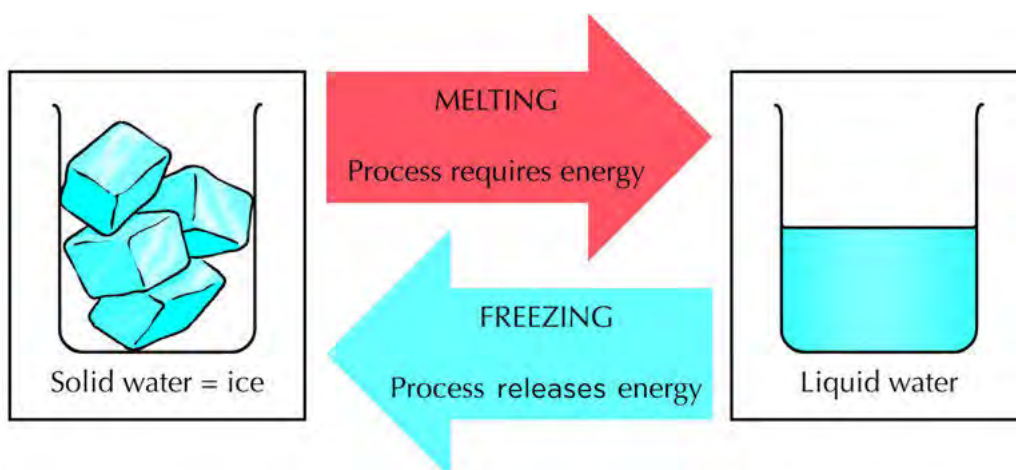 MELTING
Process requires energy
FREEZING
Process releases energy
Solid water = ice
Liquid water